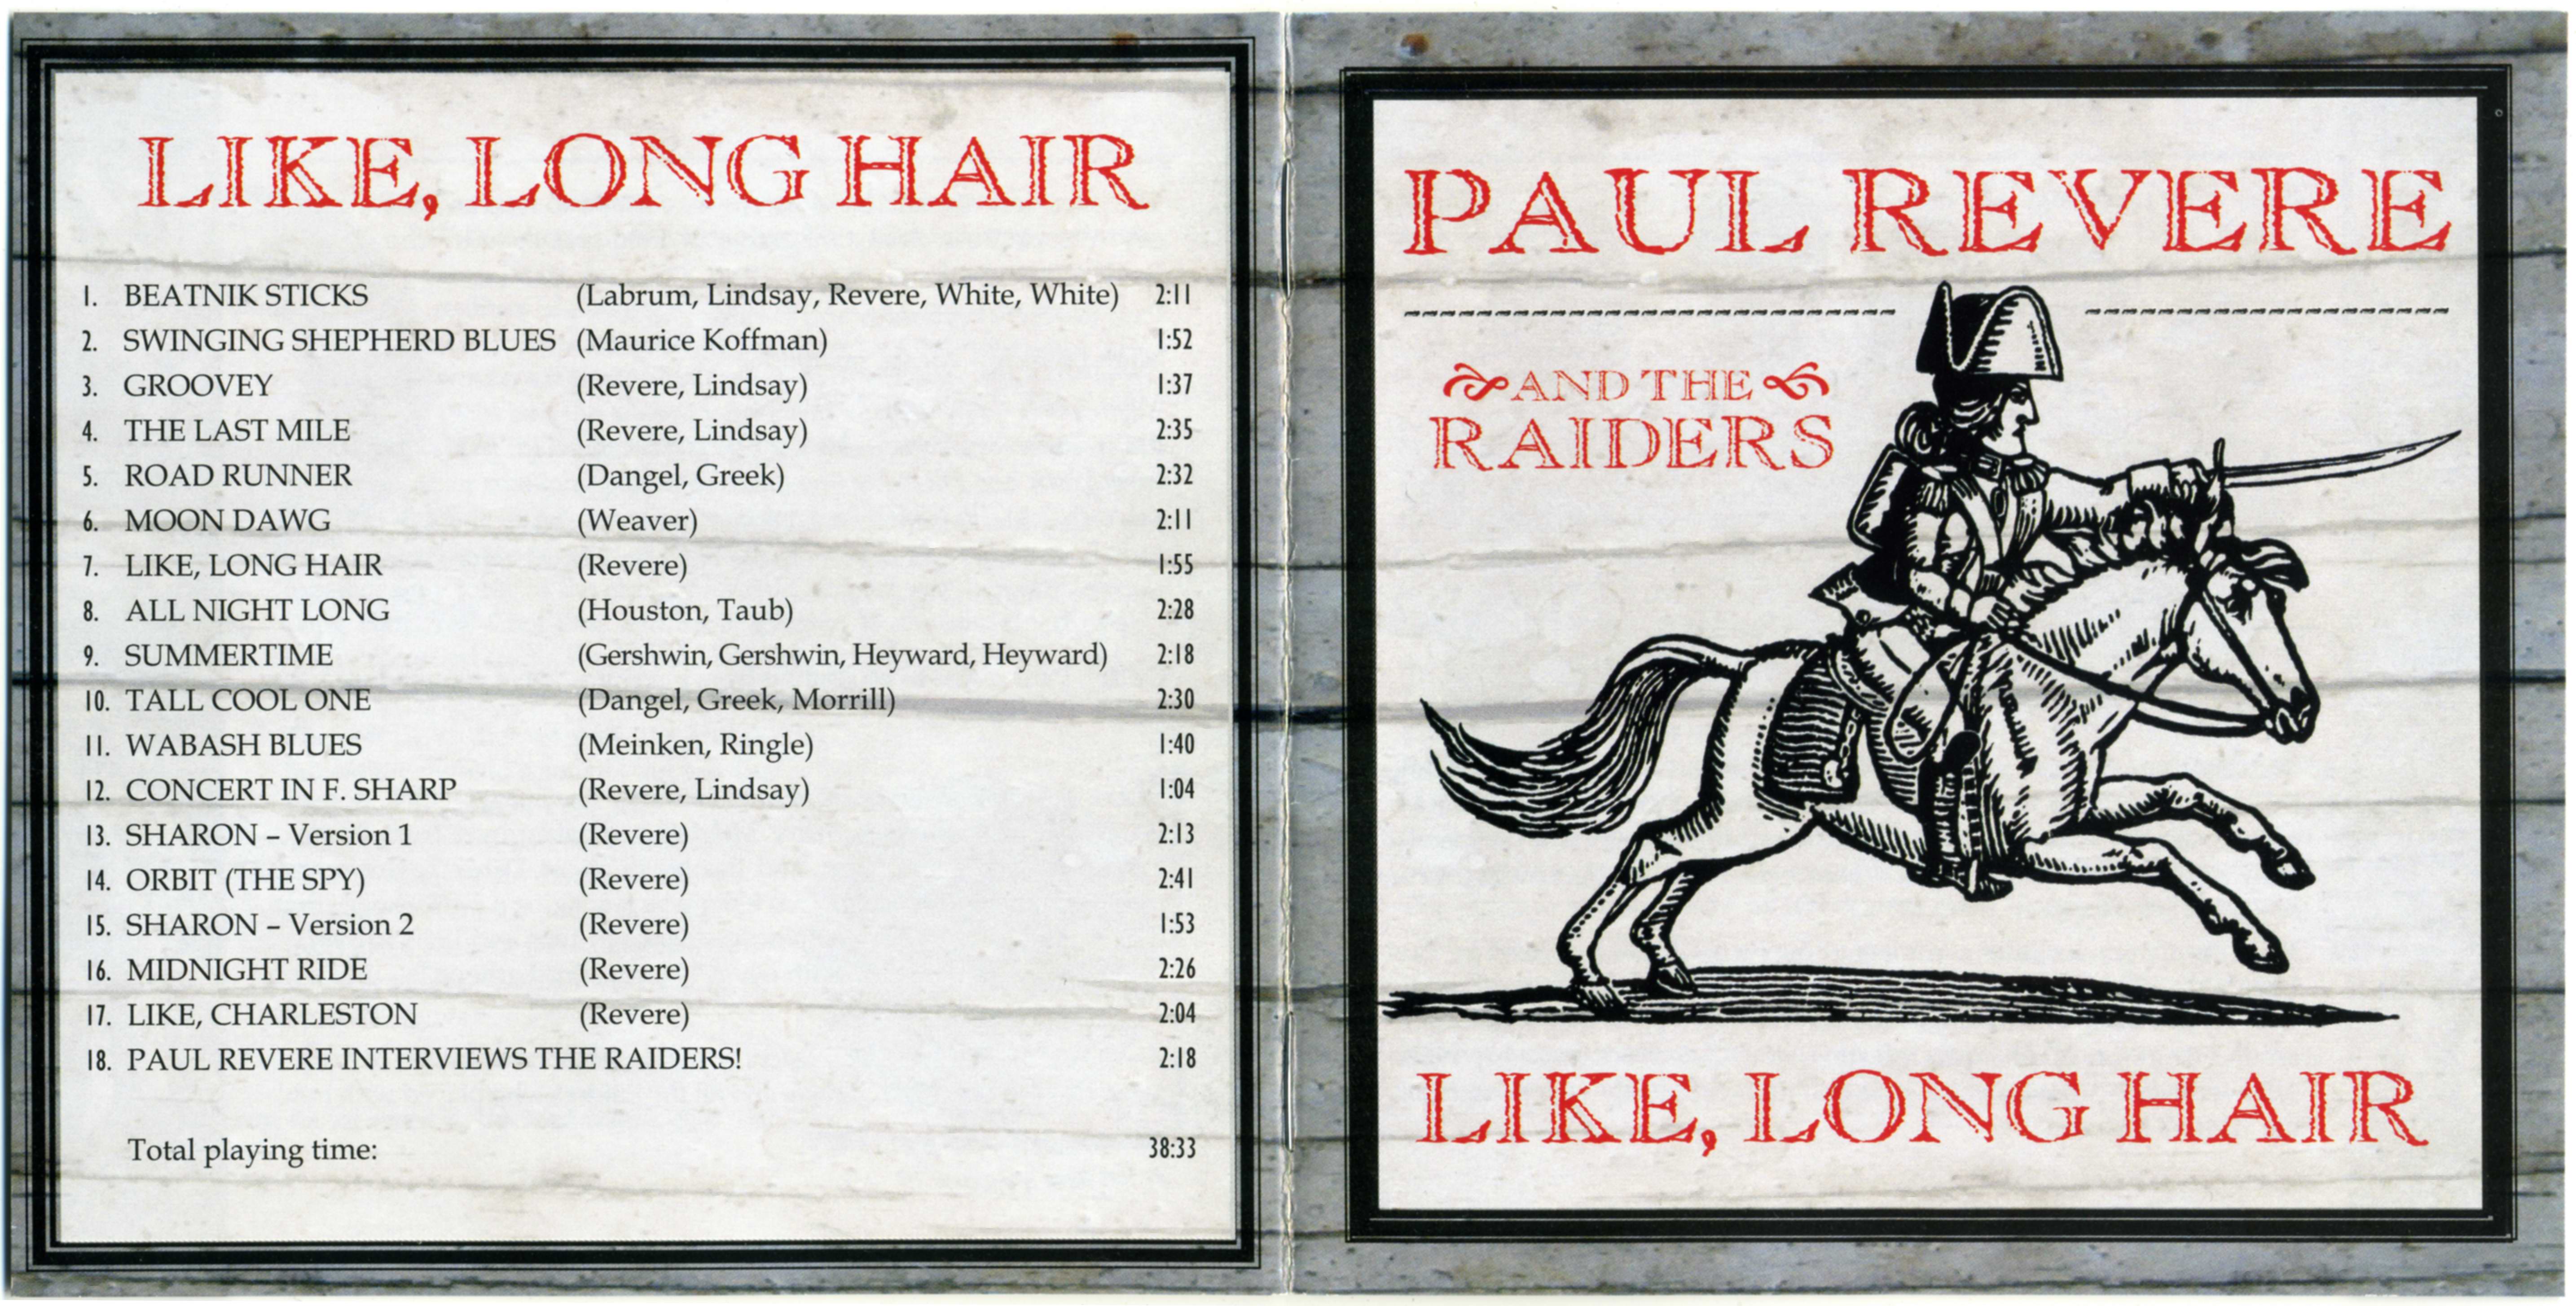 LIKE, LONG HAIR
1. BEATNIK STICKS (Labrum, Lindsay, Revere, White, White) 2:11
2. SWINGING SHEPHERD BLUES (Maurice Koffman) 1:52
3. GROOVEY (Revere, Lindsay) 1:37
4. THE LAST MILE (Revere, Lindsay) 2:35
5. ROAD RUNNER (Dangel, Greek) 2:32
6. MOON DAWG (Weaver) 2:11
7. LIKE, LONG HAIR (Revere) 1:55
8. ALL NIGHT LONG (Houston, Taub) 2:28
9. SUMMERTIME (Gershwin, Gershwin, Heyward, Heyward) 2:18
10. TALL COOL ONE (Dangel, Greek, Morrill) 2:30
11. WABASH BLUES (Meinken, Ringle) 1:40
12. CONCERT IN F. SHARP (Revere, Lindsay) 1:04
13. SHARON – Version 1 (Revere) 2:13
14. ORBIT (THE SPY) (Revere) 2:41
15. SHARON – Version 2 (Revere) 1:53
16. MIDNIGHT RIDE (Revere) 2:26
17. LIKE, CHARLESTON (Revere) 2:04
18. PAUL REVERE INTERVIEWS THE RAIDERS! 2:18
Total playing time: 38:33
PAUL REVERE
AND THE
RAIDERS
LIKE, LONG HAIR